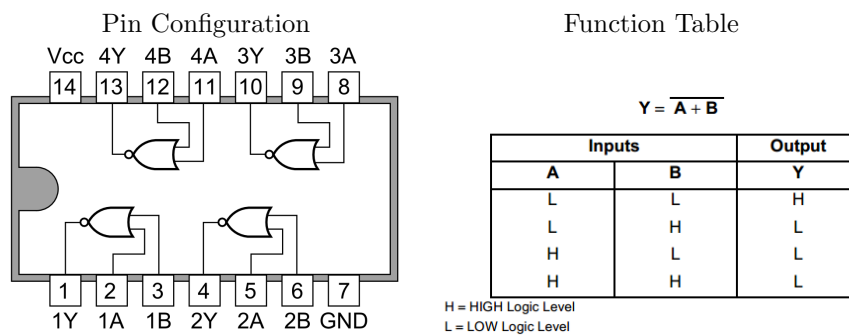 Pin Configuration
Vcc 4Y 4B 4A 3Y 3B 3A
14 13 12 11 10 9 8
1 2 3 4 5 6 7
1Y 1A 1B 2Y 2A 2B GND
Function Table
Y = A + B
Inputs Output
A B Y
L L H
L H L
H L L
H H L
H = HIGH Logic Level
L = LOW Logic Level